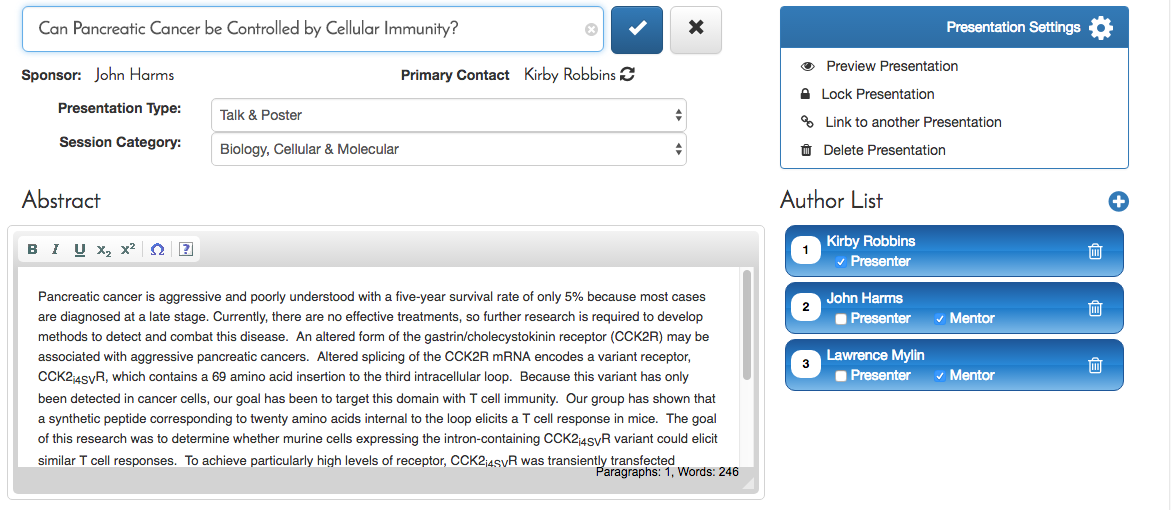 Can Pancreatic Cancer be Controlled by Cellular Immunity?
Sponsor: John Harms
Primary Contact Kirby Robbins
Presentation Type: Talk & Poster
Session Category: Biology, Cellular & Molecular
Presentation Settings
Preview Presentation
Lock Presentation
Link to another Presentation
Delete Presentation
Abstract
B I U X₂ X² Ω ?
Pancreatic cancer is aggressive and poorly understood with a five-year survival rate of only 5% because most cases
are diagnosed at a late stage. Currently, there are no effective treatments, so further research is required to develop
methods to detect and combat this disease. An altered form of the gastrin/cholecystokinin receptor (CCK2R) may be
associated with aggressive pancreatic cancers. Altered splicing of the CCK2R mRNA encodes a variant receptor,
CCK2i4SVR, which contains a 69 amino acid insertion to the third intracellular loop. Because this variant has only
been detected in cancer cells, our goal has been to target this domain with T cell immunity. Our group has shown that
a synthetic peptide corresponding to twenty amino acids internal to the loop elicits a T cell response in mice. The goal
of this research was to determine whether murine cells expressing the intron-containing CCK2i4SVR variant could elicit
similar T cell responses. To achieve particularly high levels of receptor, CCK2i4SVR was transiently transfected
Paragraphs: 1, Words: 246
Author List
1
Kirby Robbins
Presenter
2
John Harms
Presenter Mentor
3
Lawrence Mylin
Presenter Mentor